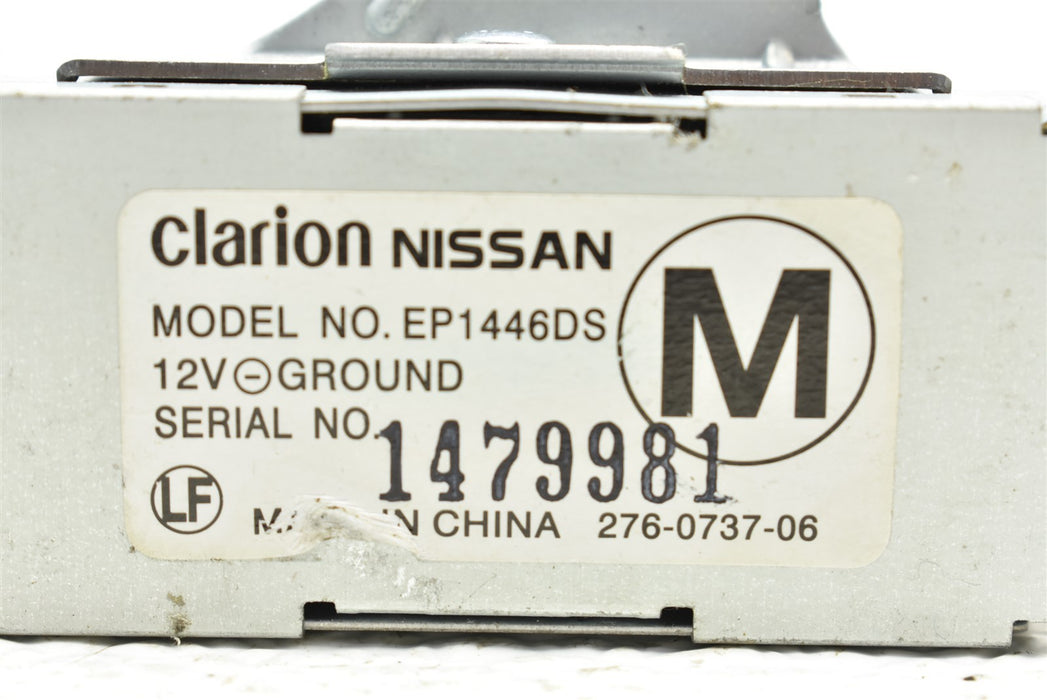 clarion NISSAN
M
MODEL NO. EP1446DS
12V⊖GROUND
SERIAL NO. 1479981
LF
IN CHINA 276-0737-06